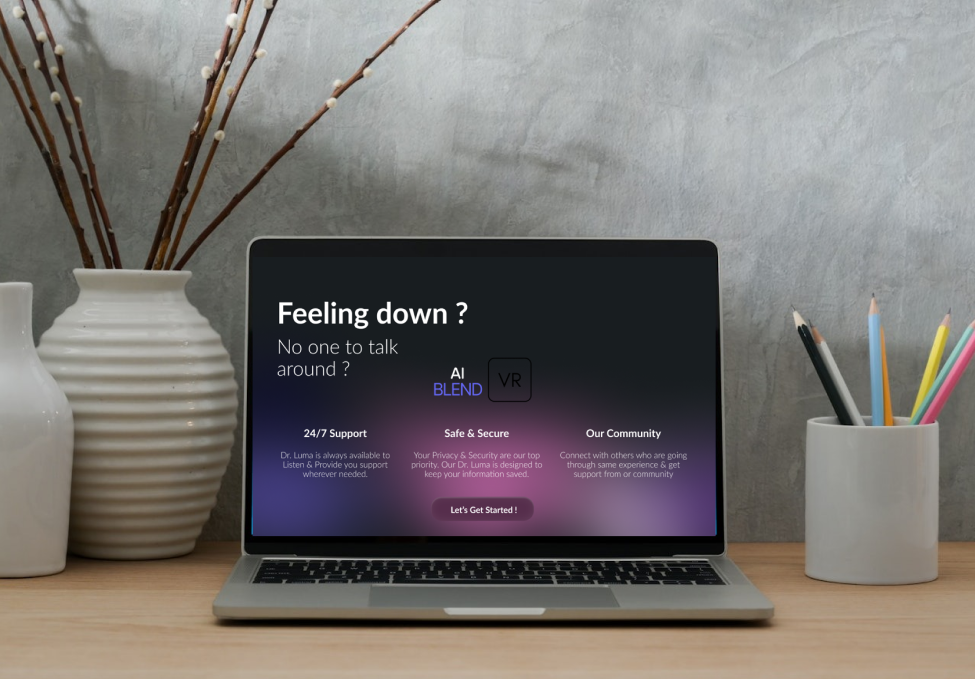 Feeling down ?
No one to talk
around ?
AI
BLEND
VR
24/7 Support
Dr. Luma is always available to
Listen & Provide you support
wherever needed.
Safe & Secure
Your Privacy & Security are our top
priority. Our Dr. Luma is designed to
keep your information saved.
Our Community
Connect with others who are going
through same experience & get
support from or community
Let's Get Started !